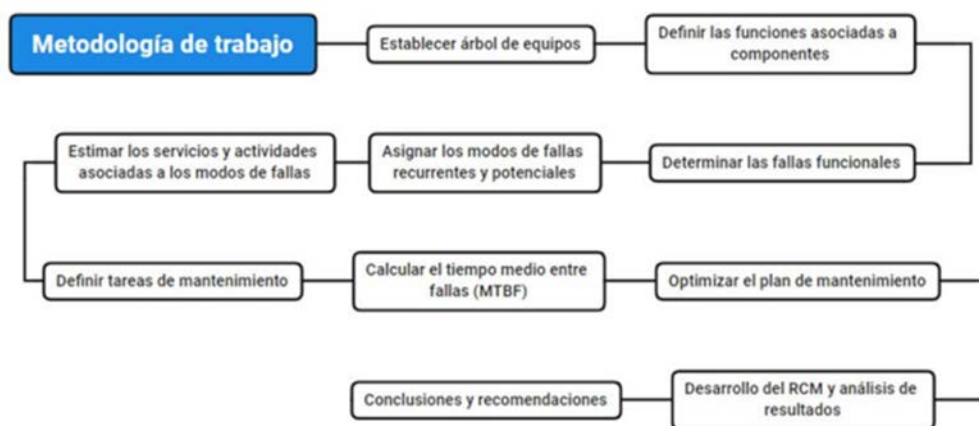 Metodología de trabajo
Establecer árbol de equipos
Definir las funciones asociadas a
componentes
Determinar las fallas funcionales
Asignar los modos de fallas
recurrentes y potenciales
Estimar los servicios y actividades
asociadas a los modos de fallas
Definir tareas de mantenimiento
Calcular el tiempo medio entre
fallas (MTBF)
Optimizar el plan de mantenimiento
Desarrollo del RCM y análisis de
resultados
Conclusiones y recomendaciones